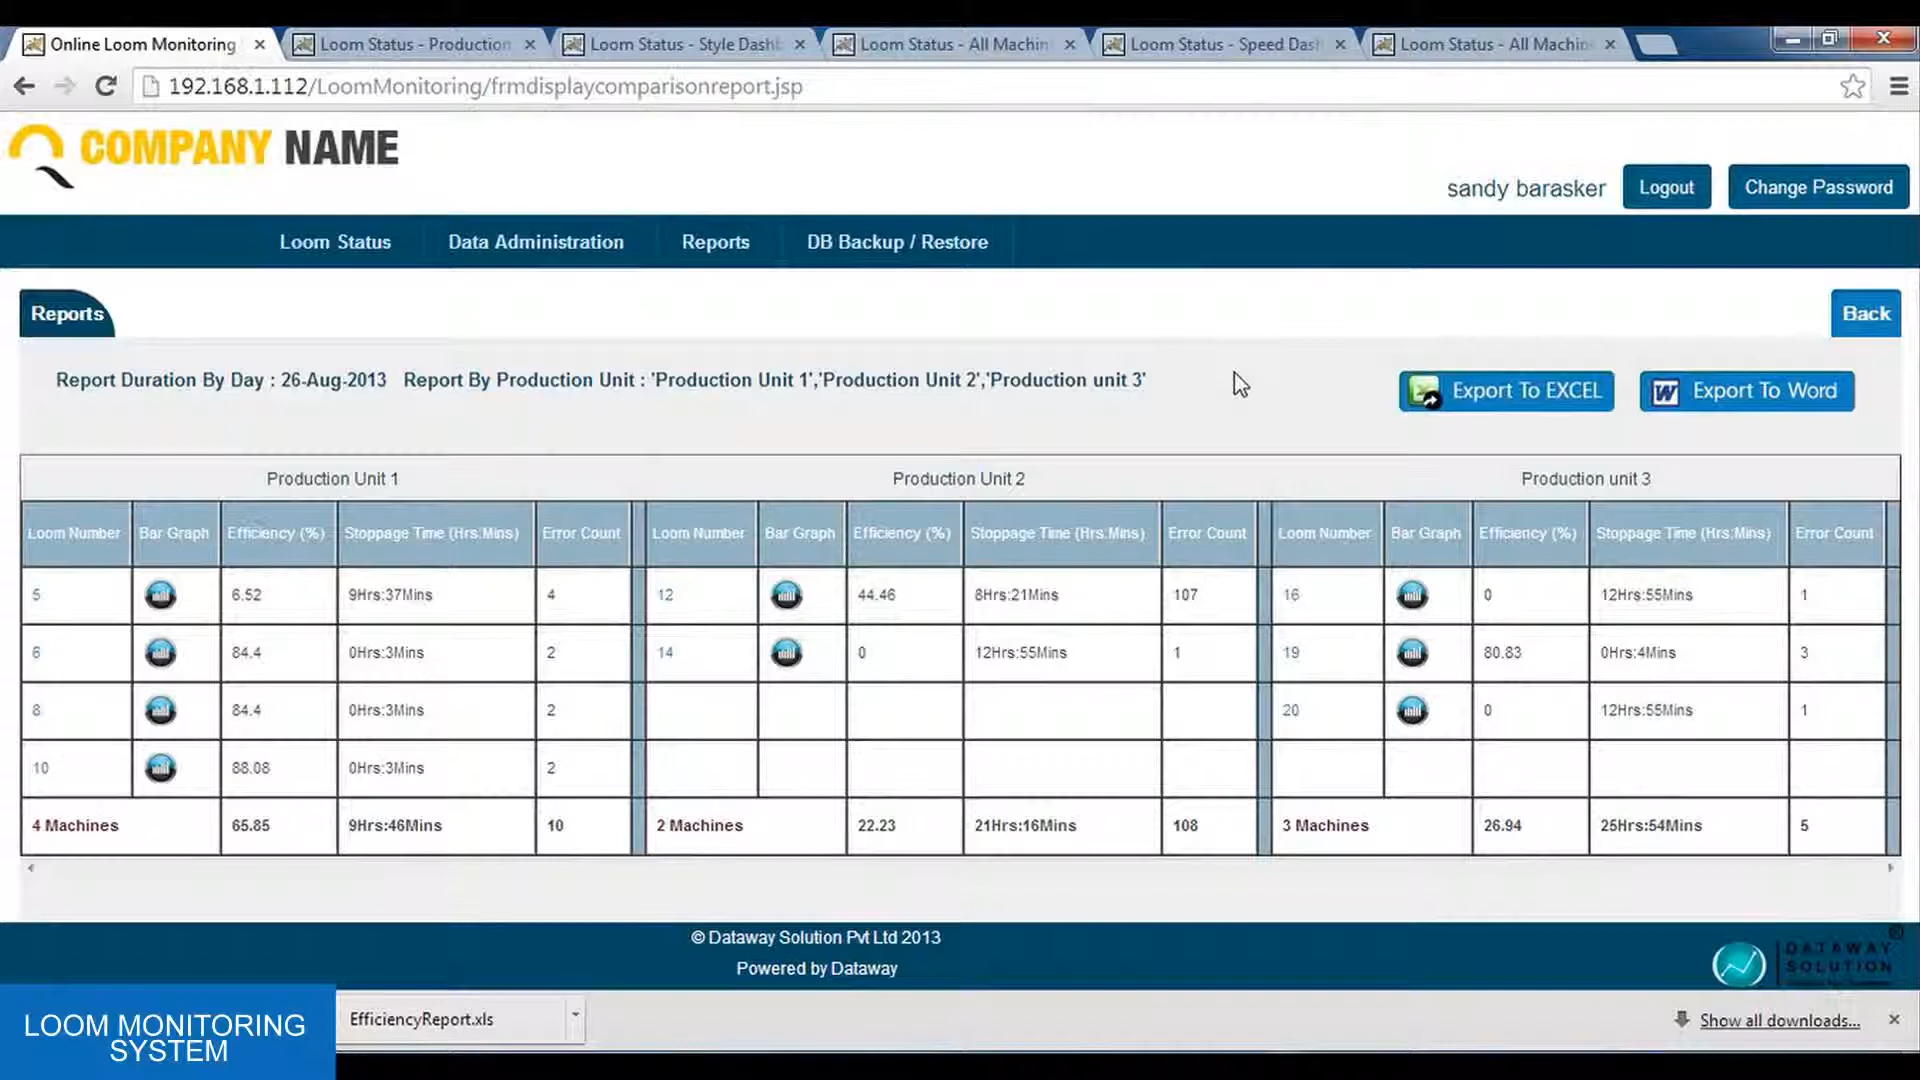 Online Loom Monitoring
Loom Status - Production
Loom Status - Style Dashb
Loom Status - All Machin
Loom Status - Speed Dash
Loom Status - All Machin
192.168.1.112/LoomMonitoring/frmdisplaycomparisonreport.jsp
COMPANY NAME
sandy barasker
Logout
Change Password
Loom Status
Data Administration
Reports
DB Backup / Restore
Reports
Back
Report Duration By Day : 26-Aug-2013 Report By Production Unit : 'Production Unit 1','Production Unit 2','Production unit 3'
Export To EXCEL
Export To Word
Production Unit 1 Production Unit 2 Production unit 3
Loom Number Bar Graph Efficiency (%) Stoppage Time (Hrs:Mins) Error Count Loom Number Bar Graph Efficiency (%) Stoppage Time (Hrs:Mins) Error Count Loom Number Bar Graph Efficiency (%) Stoppage Time (Hrs:Mins) Error Count
5 6.52 9Hrs:37Mins 4 12 44.46 8Hrs:21Mins 107 16 0 12Hrs:55Mins 1
6 84.4 0Hrs:3Mins 2 14 0 12Hrs:55Mins 1 19 80.83 0Hrs:4Mins 3
8 84.4 0Hrs:3Mins 2 20 0 12Hrs:55Mins 1
10 88.08 0Hrs:3Mins 2
4 Machines 65.85 9Hrs:46Mins 10 2 Machines 22.23 21Hrs:16Mins 108 3 Machines 26.94 25Hrs:54Mins 5
© Dataway Solution Pvt Ltd 2013
Powered by Dataway
DATAWAY
SOLUTION
LOOM MONITORING
SYSTEM
EfficiencyReport.xls
Show all downloads...